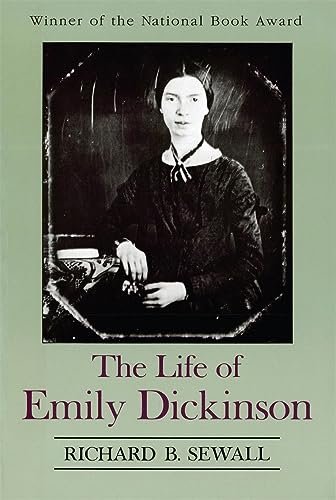 Winner of the National Book Award
The Life of
Emily Dickinson
RICHARD B. SEWALL